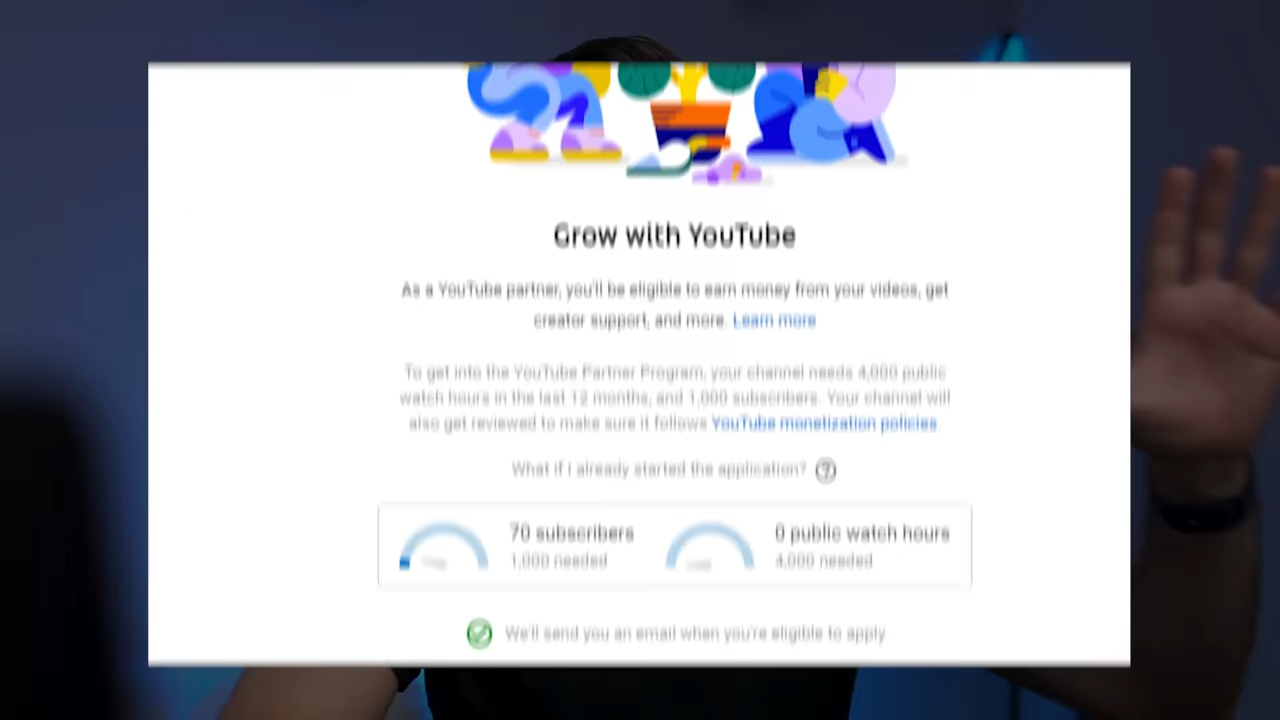 Grow with YouTube
As a YouTube partner, you'll be eligible to earn money from your videos, get
creator support, and more. Learn more
To get into the YouTube Partner Program, your channel needs 4,000 public
watch hours in the last 12 months, and 1,000 subscribers. Your channel will
also get reviewed to make sure it follows YouTube monetization policies.
What if I already started the application? ?
70 subscribers
1,000 needed
0 public watch hours
4,000 needed
We'll send you an email when you're eligible to apply